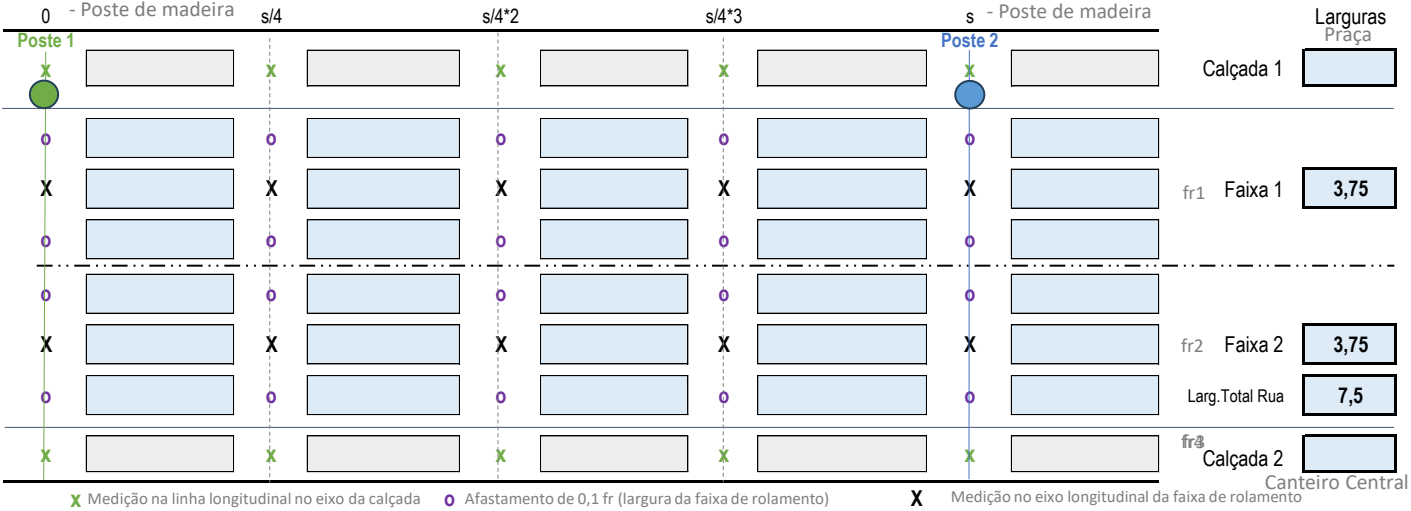 0 - Poste de madeira s/4 s/4*2 s/4*3 s - Poste de madeira Larguras
Praça
Poste 1 Poste 2
x x x x x Calçada 1
o o o o o
X X X X X fr1 Faixa 1 3,75
o o o o o
o o o o o
X X X X X fr2 Faixa 2 3,75
o o o o o Larg.Total Rua 7,5
x x x x x Calçada 2
Canteiro Central
x Medição na linha longitudinal no eixo da calçada o Afastamento de 0,1 fr (largura da faixa de rolamento) X Medição no eixo longitudinal da faixa de rolamento